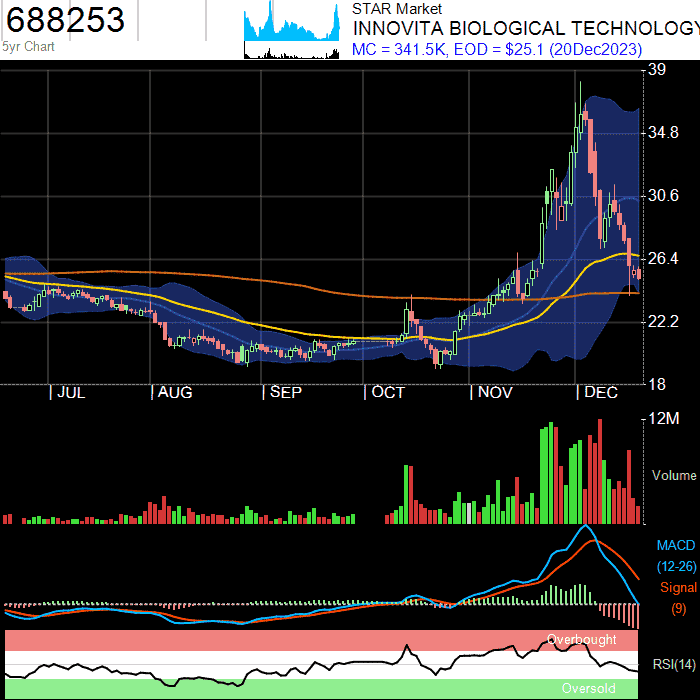 688253
5yr Chart
STAR Market
INNOVITA BIOLOGICAL TECHNOLOGY
MC = 341.5K, EOD = $25.1 (20Dec2023)
39
34.8
30.6
26.4
22.2
18
| JUL | AUG | SEP | OCT | NOV | DEC
12M
Volume
MACD
(12-26)
Signal
(9)
Overbought
RSI(14)
Oversold